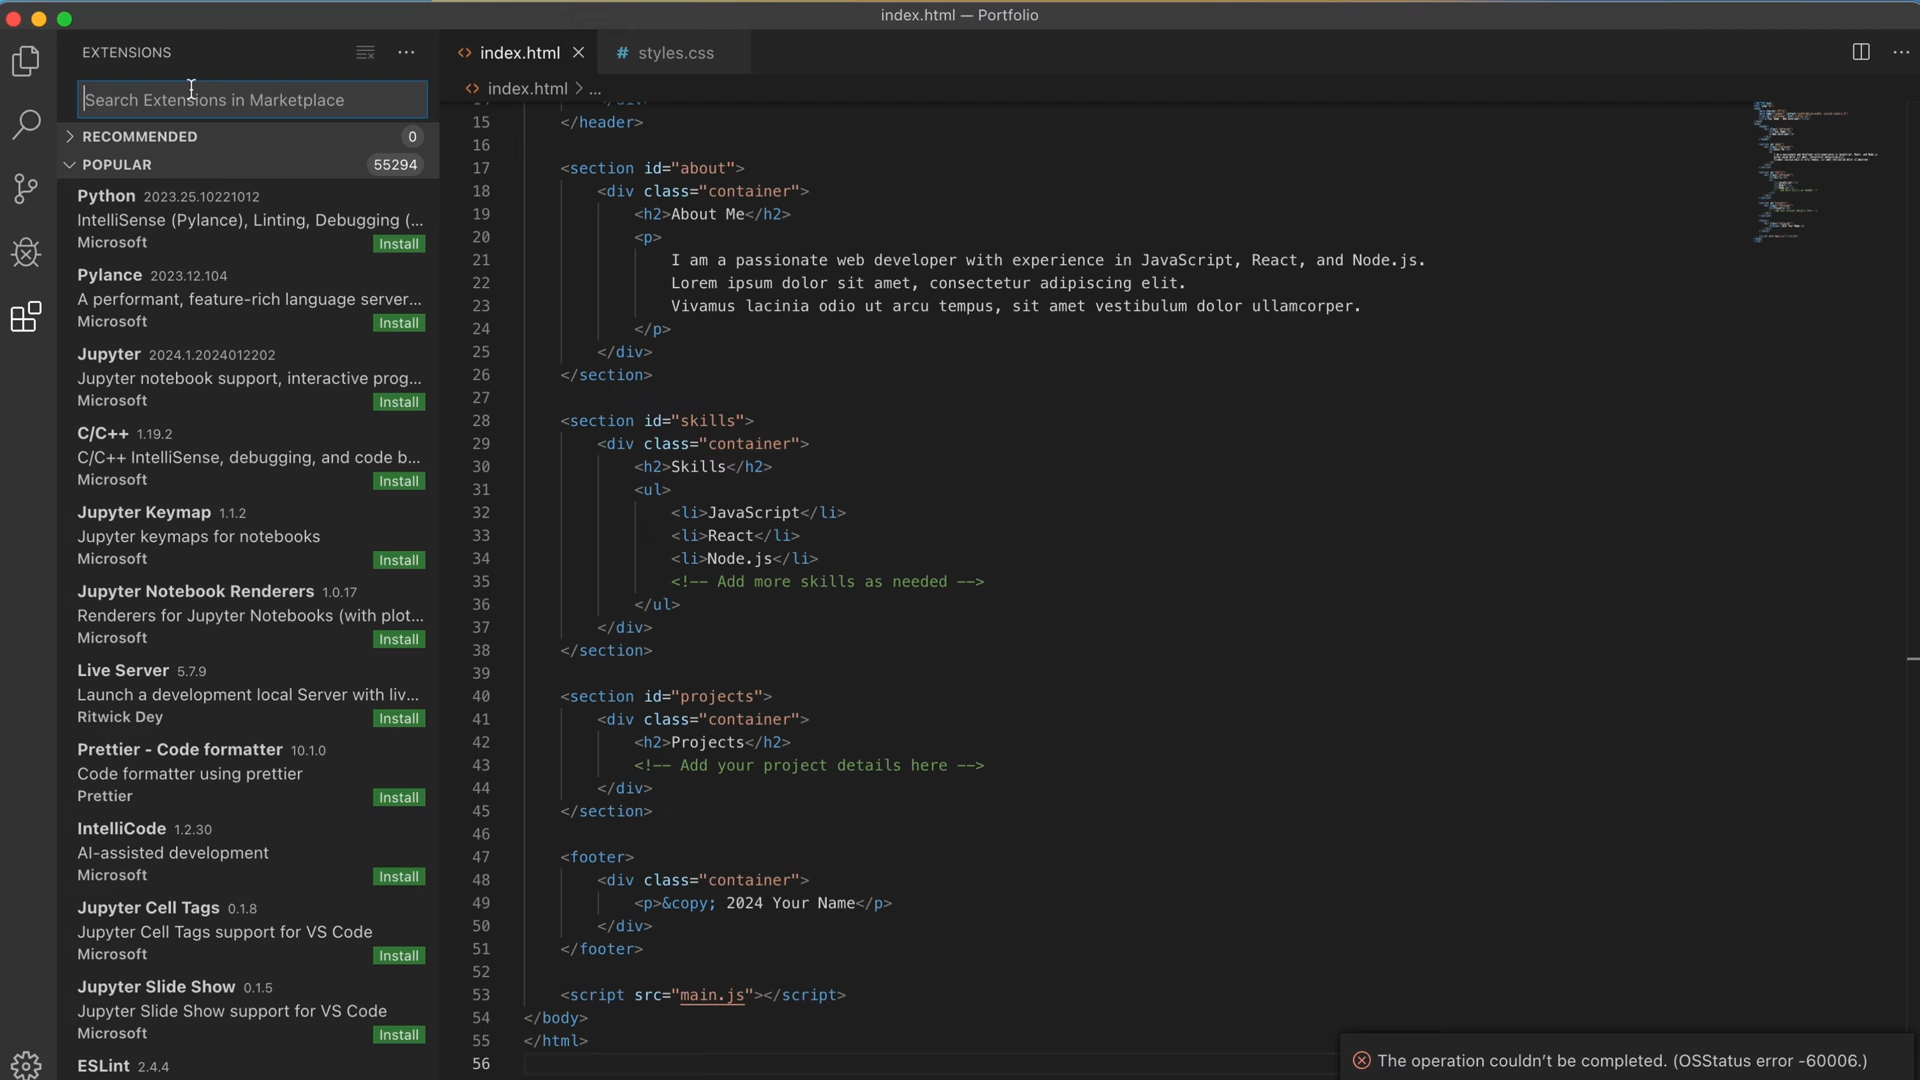 index.html — Portfolio
EXTENSIONS
Search Extensions in Marketplace
RECOMMENDED 0
POPULAR 55294
Python 2023.25.10221012
IntelliSense (Pylance), Linting, Debugging (...
Microsoft Install
Pylance 2023.12.104
A performant, feature-rich language server...
Microsoft Install
Jupyter 2024.1.2024012202
Jupyter notebook support, interactive prog...
Microsoft Install
C/C++ 1.19.2
C/C++ IntelliSense, debugging, and code b...
Microsoft Install
Jupyter Keymap 1.1.2
Jupyter keymaps for notebooks
Microsoft Install
Jupyter Notebook Renderers 1.0.17
Renderers for Jupyter Notebooks (with plot...
Microsoft Install
Live Server 5.7.9
Launch a development local Server with liv...
Ritwick Dey Install
Prettier - Code formatter 10.1.0
Code formatter using prettier
Prettier Install
IntelliCode 1.2.30
AI-assisted development
Microsoft Install
Jupyter Cell Tags 0.1.8
Jupyter Cell Tags support for VS Code
Microsoft Install
Jupyter Slide Show 0.1.5
Jupyter Slide Show support for VS Code
Microsoft Install
ESLint 2.4.4
<> index.html # styles.css
<> index.html > ...
15 </header>
16
17 <section id="about">
18 <div class="container">
19 <h2>About Me</h2>
20 <p>
21 I am a passionate web developer with experience in JavaScript, React, and Node.js.
22 Lorem ipsum dolor sit amet, consectetur adipiscing elit.
23 Vivamus lacinia odio ut arcu tempus, sit amet vestibulum dolor ullamcorper.
24 </p>
25 </div>
26 </section>
27
28 <section id="skills">
29 <div class="container">
30 <h2>Skills</h2>
31 <ul>
32 <li>JavaScript</li>
33 <li>React</li>
34 <li>Node.js</li>
35 <!-- Add more skills as needed -->
36 </ul>
37 </div>
38 </section>
39
40 <section id="projects">
41 <div class="container">
42 <h2>Projects</h2>
43 <!-- Add your project details here -->
44 </div>
45 </section>
46
47 <footer>
48 <div class="container">
49 <p>&copy; 2024 Your Name</p>
50 </div>
51 </footer>
52
53 <script src="main.js"></script>
54 </body>
55 </html>
56
The operation couldn't be completed. (OSStatus error -60006.)